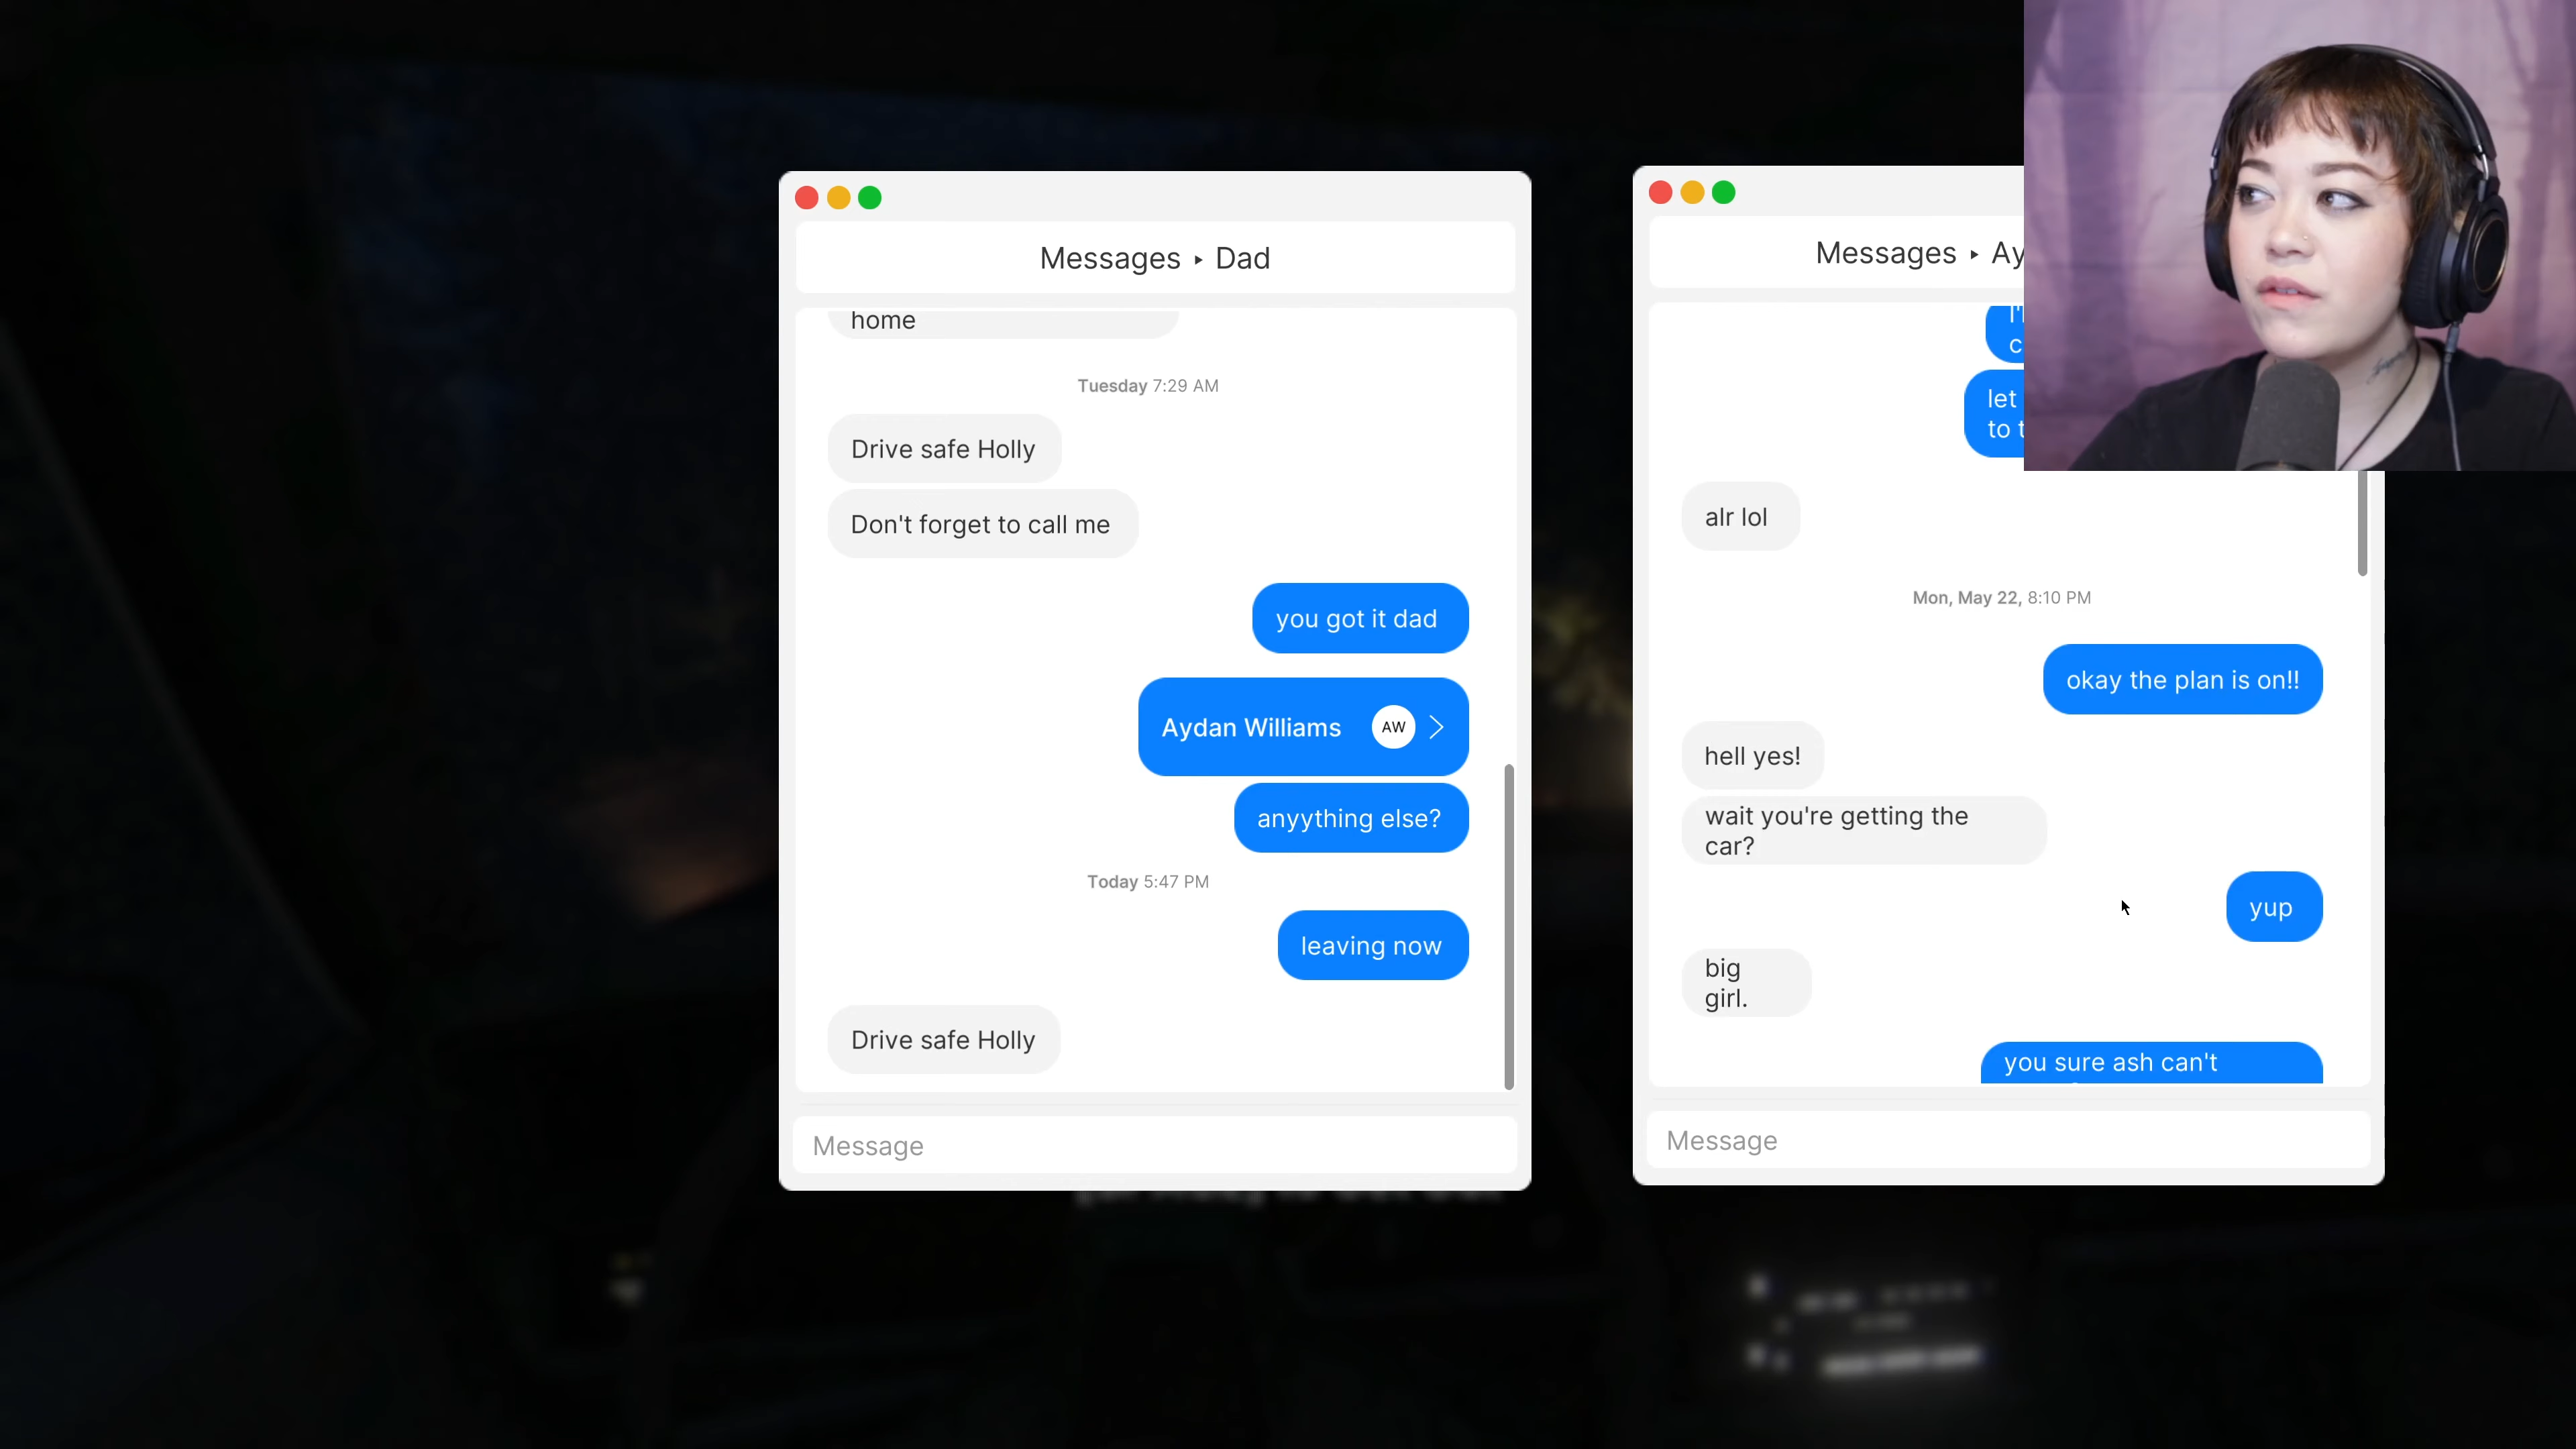 Messages ‣ Dad
home
Tuesday 7:29 AM
Drive safe Holly
Don't forget to call me
you got it dad
Aydan Williams AW
anyything else?
Today 5:47 PM
leaving now
Drive safe Holly
Message
Messages ‣ Ay
c
let
to t
alr lol
Mon, May 22, 8:10 PM
okay the plan is on!!
hell yes!
wait you're getting the
car?
yup
big
girl.
you sure ash can't
Message